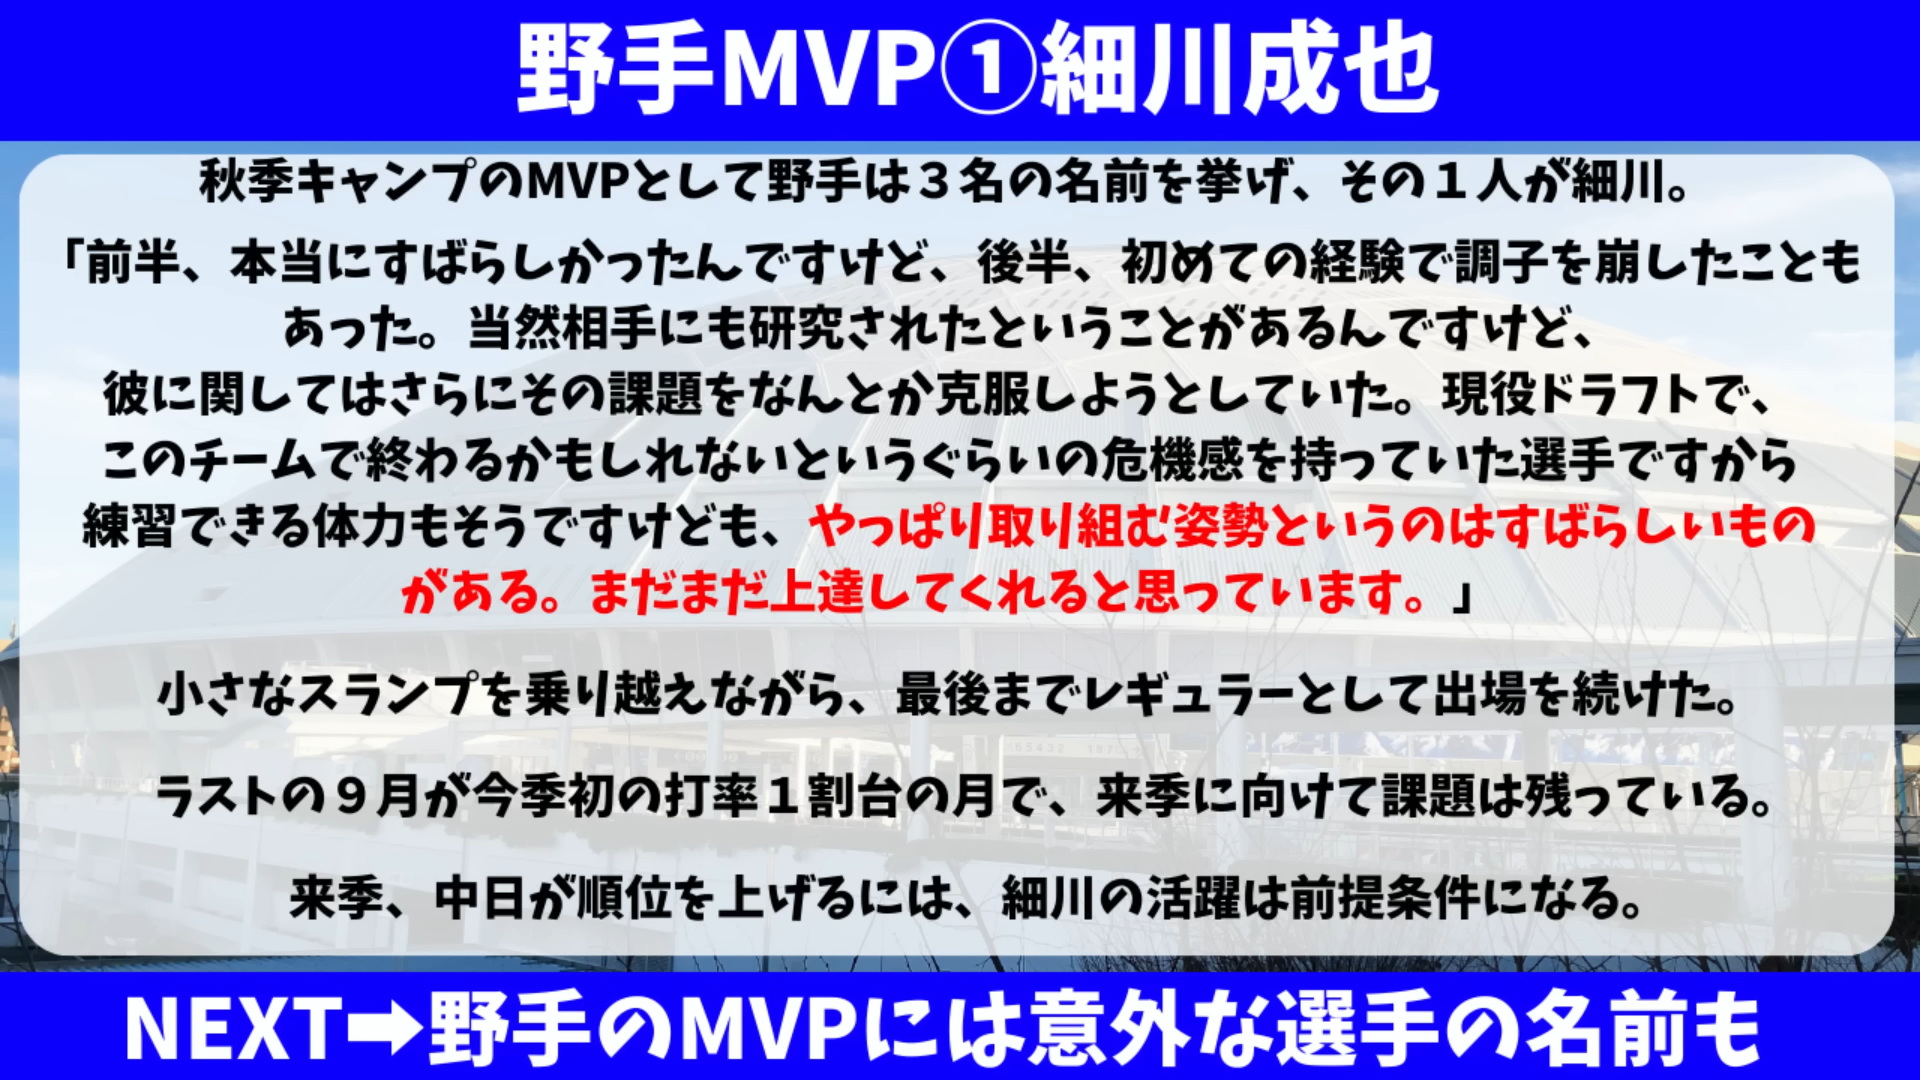 野手MVP①細川成也
秋季キャンプのMVPとして野手は３名の名前を挙げ、その１人が細川。
「前半、本当にすばらしかったんですけど、後半、初めての経験で調子を崩したことも
あった。当然相手にも研究されたということがあるんですけど、
彼に関してはさらにその課題をなんとか克服しようとしていた。現役ドラフトで、
このチームで終わるかもしれないというぐらいの危機感を持っていた選手ですから
練習できる体力もそうですけども、やっぱり取り組む姿勢というのはすばらしいもの
がある。まだまだ上達してくれると思っています。」
小さなスランプを乗り越えながら、最後までレギュラーとして出場を続けた。
ラストの９月が今季初の打率１割台の月で、来季に向けて課題は残っている。
来季、中日が順位を上げるには、細川の活躍は前提条件になる。
NEXT➡野手のMVPには意外な選手の名前も